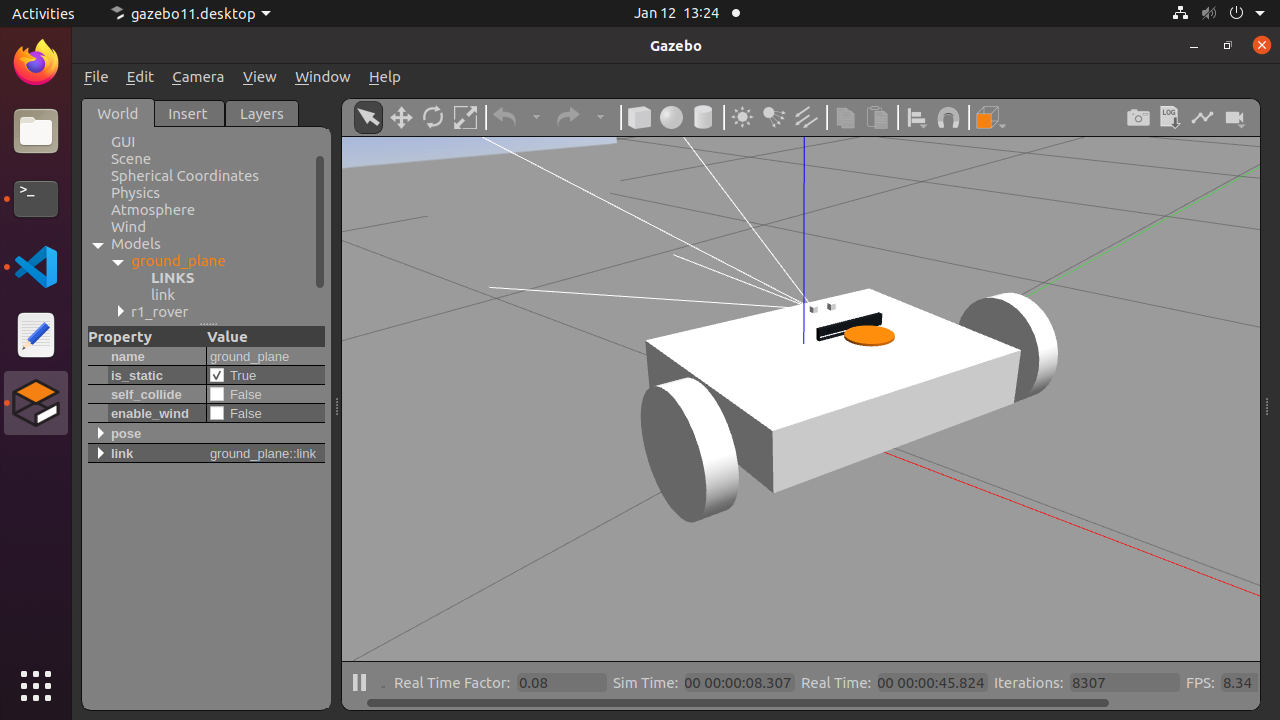 Activities gazebo11.desktop Jan 12 13:24
Gazebo
File Edit Camera View Window Help
World Insert Layers
GUI
Scene
Spherical Coordinates
Physics
Atmosphere
Wind
Models
ground_plane
LINKS
link
r1_rover
Property Value
name ground_plane
is_static True
self_collide False
enable_wind False
pose
link ground_plane::link
LOG
Real Time Factor: 0.08 Sim Time: 00 00:00:08.307 Real Time: 00 00:00:45.824 Iterations: 8307 FPS: 8.34